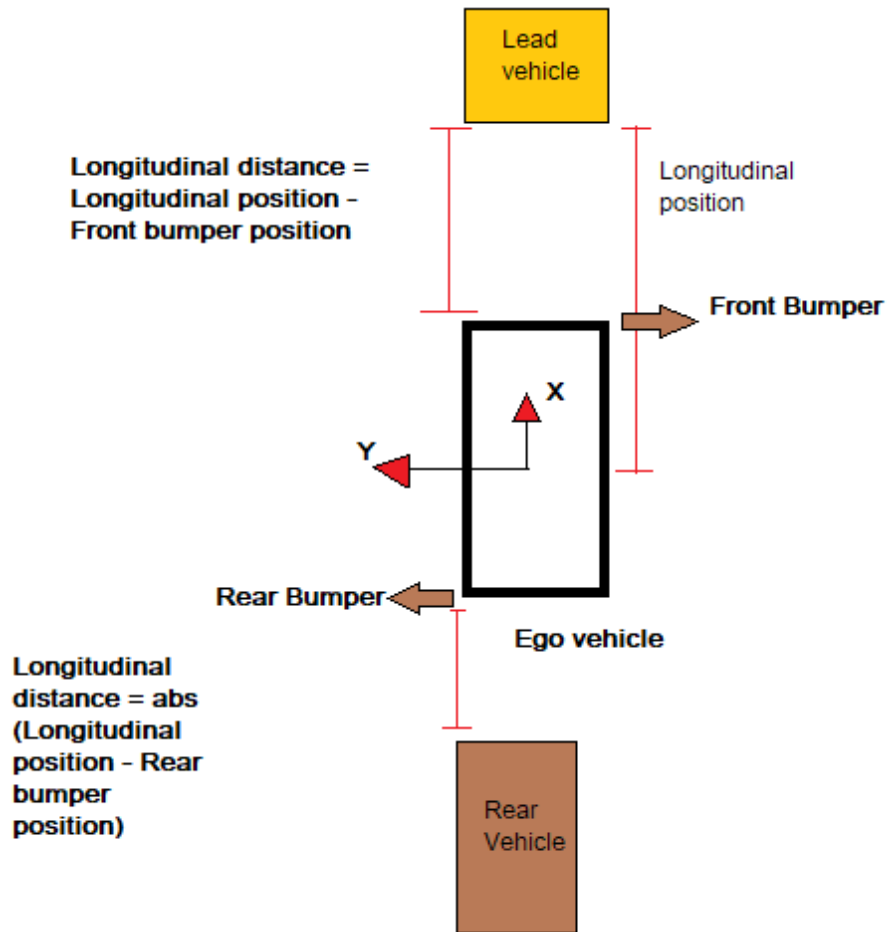 Lead
vehicle
Longitudinal distance =
Longitudinal position -
Front bumper position
Longitudinal
position
Front Bumper
X
Y
Rear Bumper
Ego vehicle
Longitudinal
distance = abs
(Longitudinal
position - Rear
bumper
position)
Rear
Vehicle